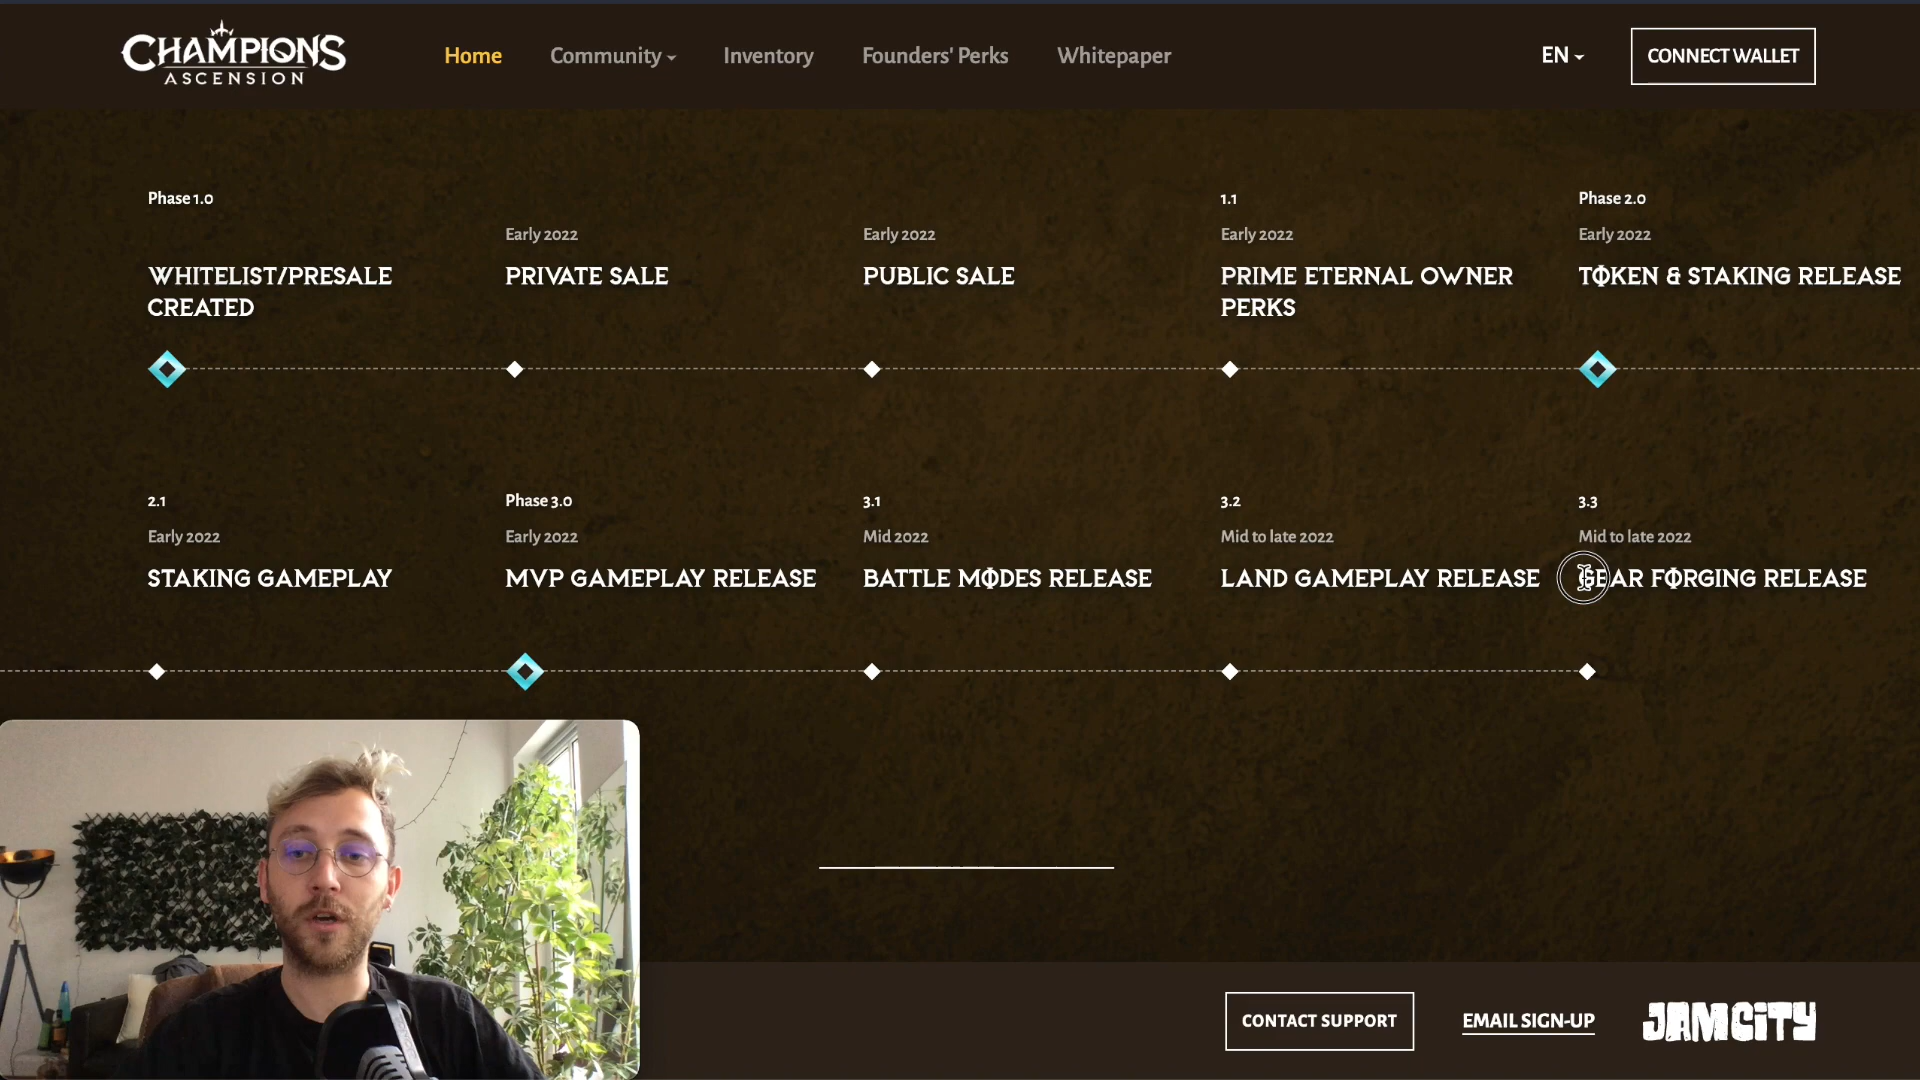 CHAMPIONS
ASCENSION
Home
Community
Inventory
Founders' Perks
Whitepaper
EN
CONNECT WALLET
Phase 1.0
WHITELIST/PRESALE
CREATED
Early 2022
PRIVATE SALE
Early 2022
PUBLIC SALE
1.1
Early 2022
PRIME ETERNAL OWNER
PERKS
Phase 2.0
Early 2022
TOKEN & STAKING RELEASE
2.1
Early 2022
STAKING GAMEPLAY
Phase 3.0
Early 2022
MVP GAMEPLAY RELEASE
3.1
Mid 2022
BATTLE MODES RELEASE
3.2
Mid to late 2022
LAND GAMEPLAY RELEASE
3.3
Mid to late 2022
GEAR FORGING RELEASE
CONTACT SUPPORT
EMAIL SIGN-UP
JAMCITY